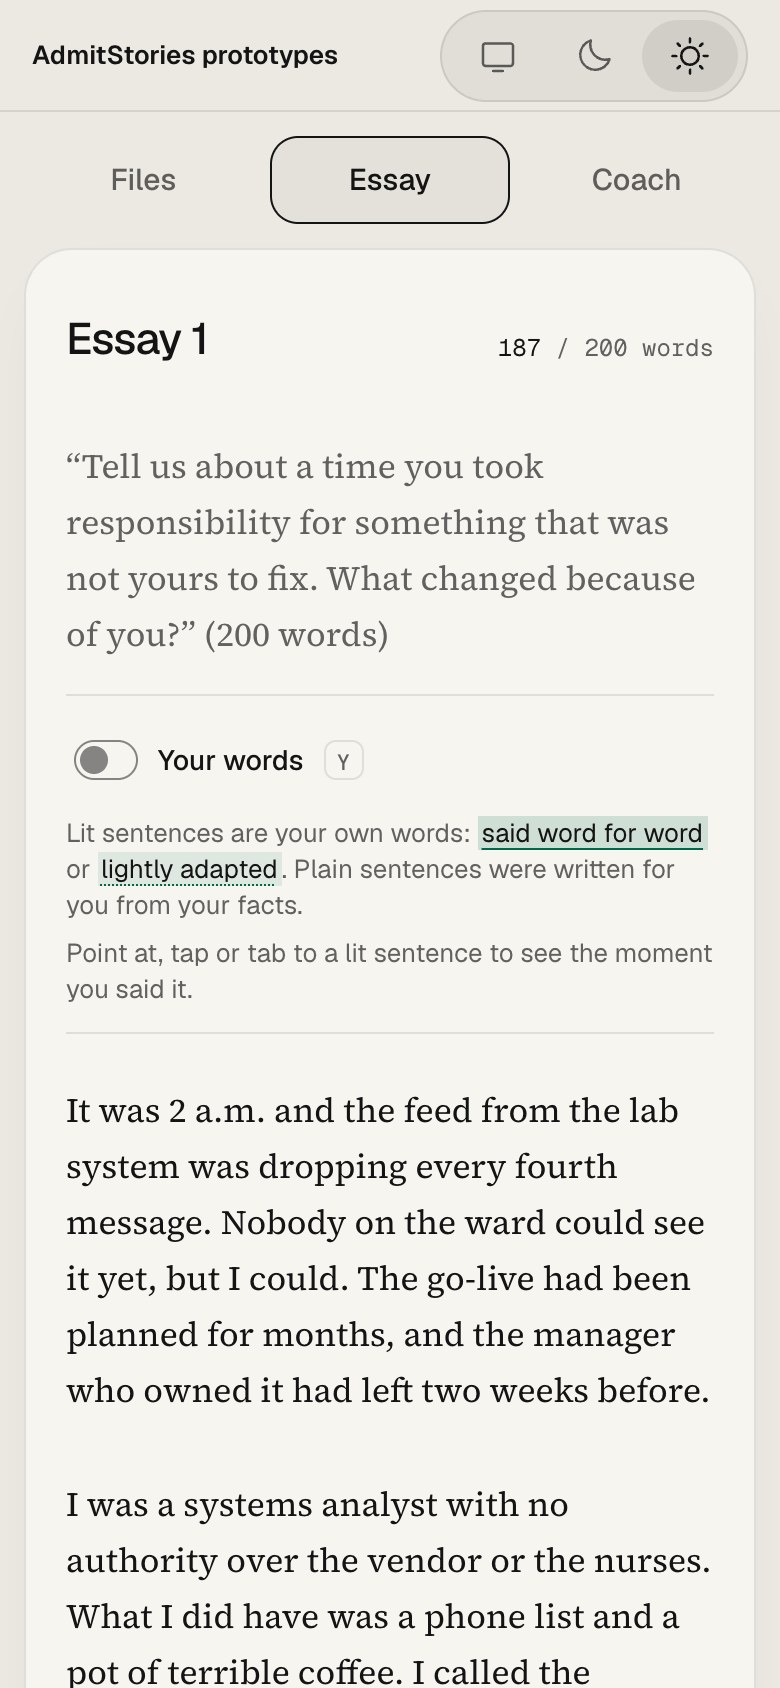 AdmitStories prototypes
Files
Essay
Coach
Essay 1
187 / 200 words
“Tell us about a time you took
responsibility for something that was
not yours to fix. What changed because
of you?” (200 words)
Your words Y
Lit sentences are your own words: said word for word
or lightly adapted. Plain sentences were written for
you from your facts.
Point at, tap or tab to a lit sentence to see the moment
you said it.
It was 2 a.m. and the feed from the lab
system was dropping every fourth
message. Nobody on the ward could see
it yet, but I could. The go-live had been
planned for months, and the manager
who owned it had left two weeks before.
I was a systems analyst with no
authority over the vendor or the nurses.
What I did have was a phone list and a
pot of terrible coffee. I called the